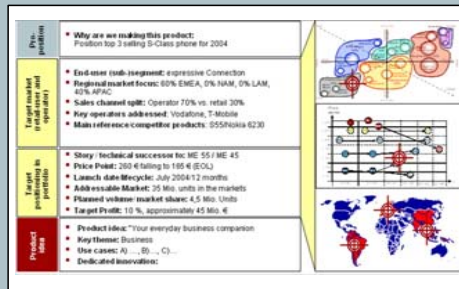 Pro-
position
Why are we making this product:
Position top 3 selling S-Class phone for 2004
Target market
(retail-user and
operator)
End-user (sub-)segment: expressive Connection
Regional market focus: 60% EMEA, 0% NAM, 0% LAM,
40% APAC
Sales channel split: Operator 70% vs. retail 30%
Key operators addressed: Vodafone, T-Mobile
Main reference/competitor products: S55/Nokia 6230
Target
positioning in
portfolio
Story / technical successor to: ME 55 / ME 45
Price Point: 260 € falling to 165 € (EOL)
Launch date/lifecycle: July 2004/12 months
Addressable Market: 35 Mio. units in the markets
Planned volume/market share: 4,5 Mio. Units
Target Profit: 10 %, approximately 45 Mio. €
Product
idea
Product idea: "Your everyday business companion
Key theme: Business
Use cases: A) ..., B)..., C)...
Dedicated innovation: